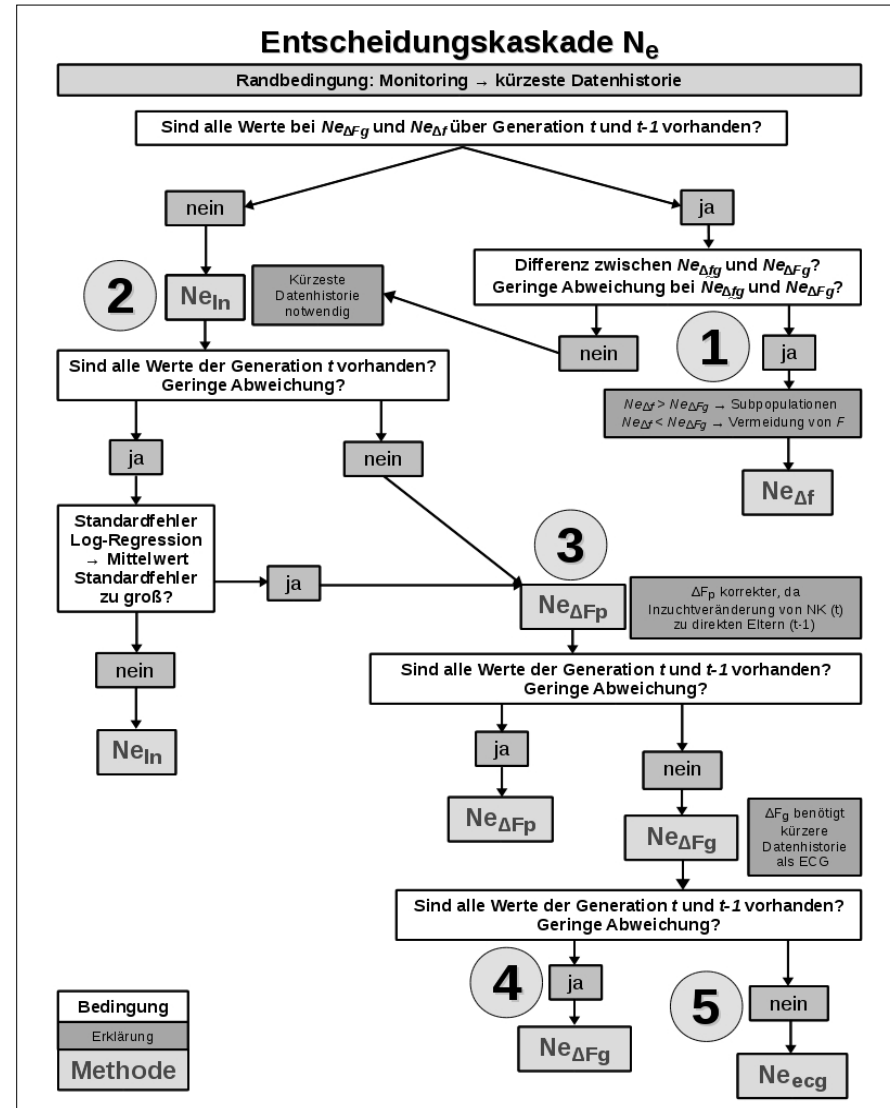 Entscheidungskaskade Ne
Randbedingung: Monitoring → kürzeste Datenhistorie
Sind alle Werte bei NeΔFg und NeΔf über Generation t und t-1 vorhanden?
nein
ja
2
Neln
Kürzeste
Datenhistorie
notwendig
Differenz zwischen NeΔfg und NeΔFg?
Geringe Abweichung bei NeΔfg und NeΔFg?
nein
1
ja
Sind alle Werte der Generation t vorhanden?
Geringe Abweichung?
NeΔf > NeΔFg → Subpopulationen
NeΔf < NeΔFg → Vermeidung von F
NeΔf
ja
nein
Standardfehler
Log-Regression
→ Mittelwert
Standardfehler
zu groß?
ja
3
NeΔFp
ΔFp korrekter, da
Inzuchtveränderung von NK (t)
zu direkten Eltern (t-1)
nein
Neln
Sind alle Werte der Generation t und t-1 vorhanden?
Geringe Abweichung?
ja
nein
NeΔFp
NeΔFg
ΔFg benötigt
kürzere
Datenhistorie
als ECG
Sind alle Werte der Generation t und t-1 vorhanden?
Geringe Abweichung?
4
ja
5
nein
NeΔFg
Neecg
Bedingung
Erklärung
Methode